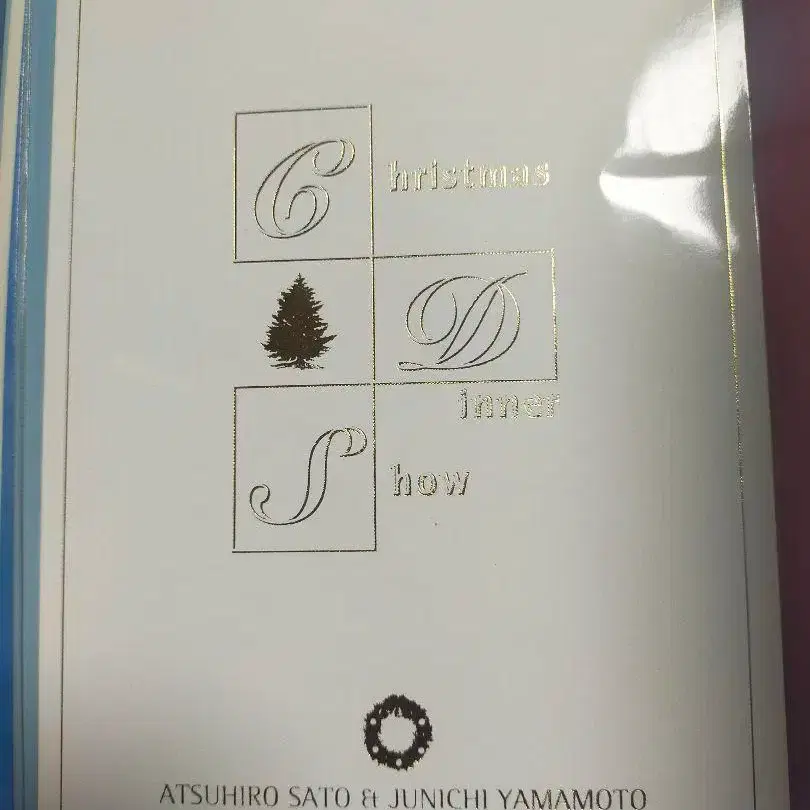 Christmas
Dinner
Show
ATSUHIRO SATO & JUNICHI YAMAMOTO